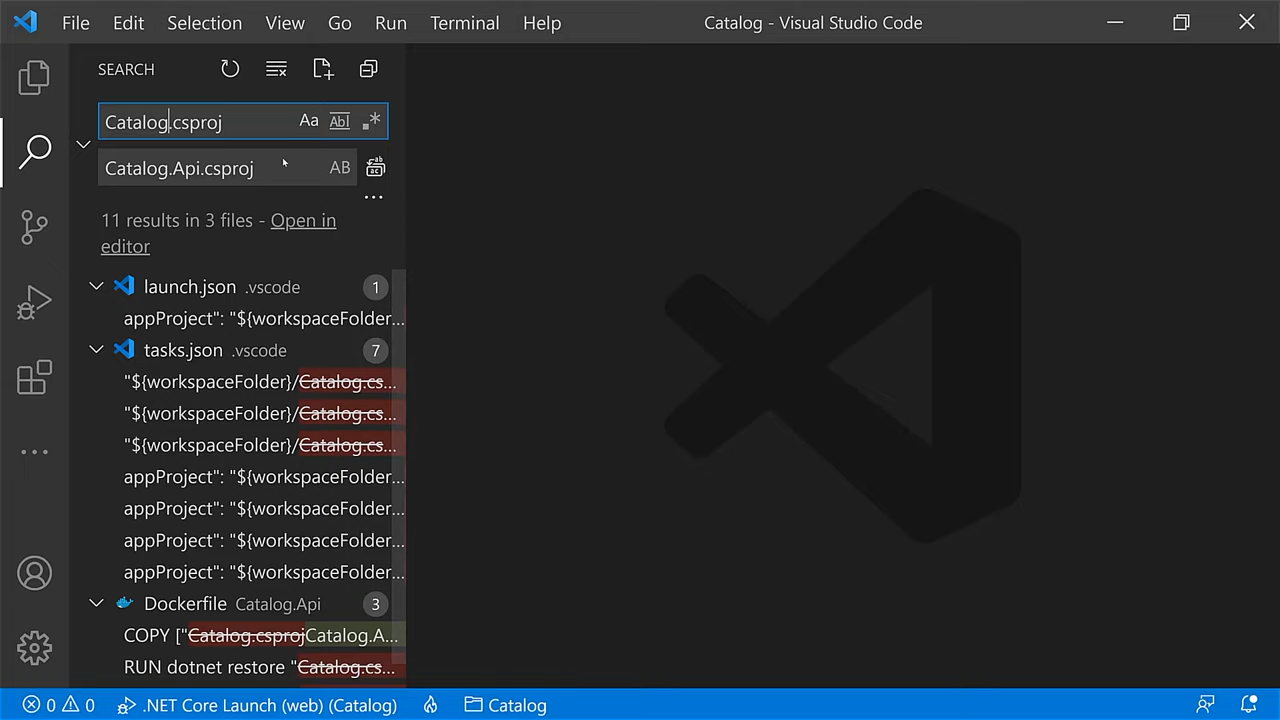 File Edit Selection View Go Run Terminal Help Catalog - Visual Studio Code
SEARCH
Catalog.csproj Aa Abl .*
Catalog.Api.csproj AB
...
11 results in 3 files - Open in
editor
launch.json .vscode 1
appProject": "${workspaceFolder...
tasks.json .vscode 7
"${workspaceFolder}/Catalog.cs...
"${workspaceFolder}/Catalog.cs...
"${workspaceFolder}/Catalog.cs...
appProject": "${workspaceFolder...
appProject": "${workspaceFolder...
appProject": "${workspaceFolder...
appProject": "${workspaceFolder...
Dockerfile Catalog.Api 3
COPY ["Catalog.csprojCatalog.A...
RUN dotnet restore "Catalog.cs...
0 0 .NET Core Launch (web) (Catalog) Catalog